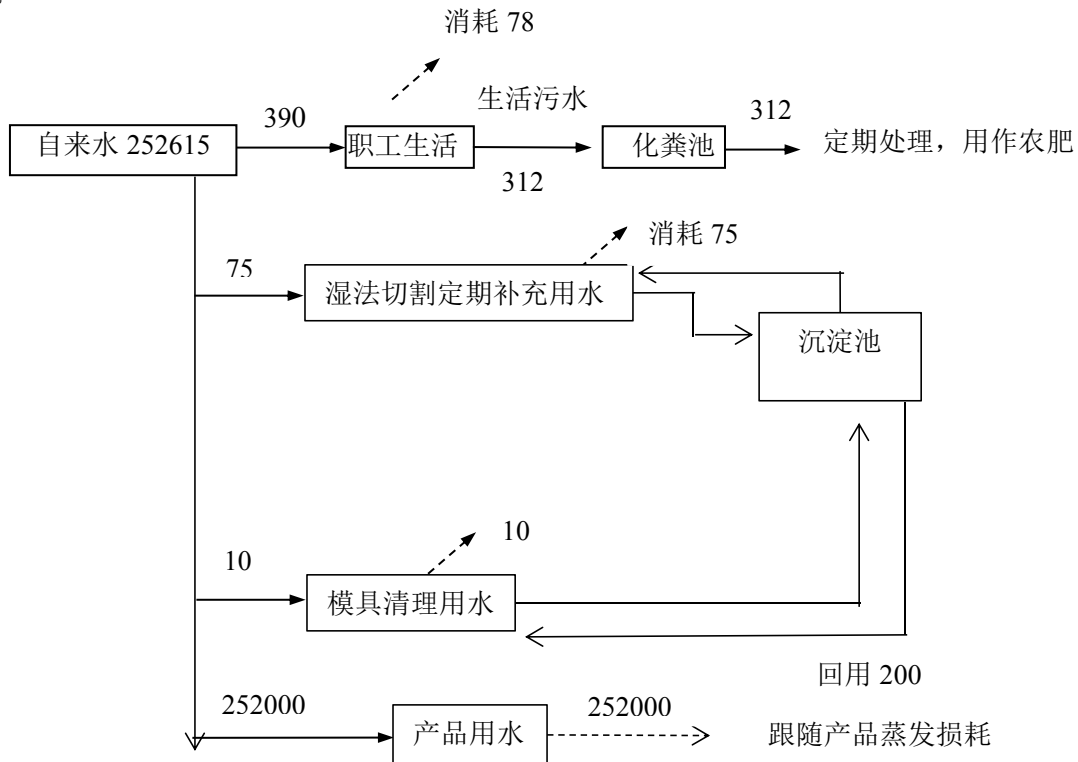 消耗 78
生活污水
390
312
自来水 252615
职工生活
化粪池
定期处理，用作农肥
312
消耗 75
75
湿法切割定期补充用水
沉淀池
10
10
模具清理用水
回用 200
252000
252000
产品用水
跟随产品蒸发损耗